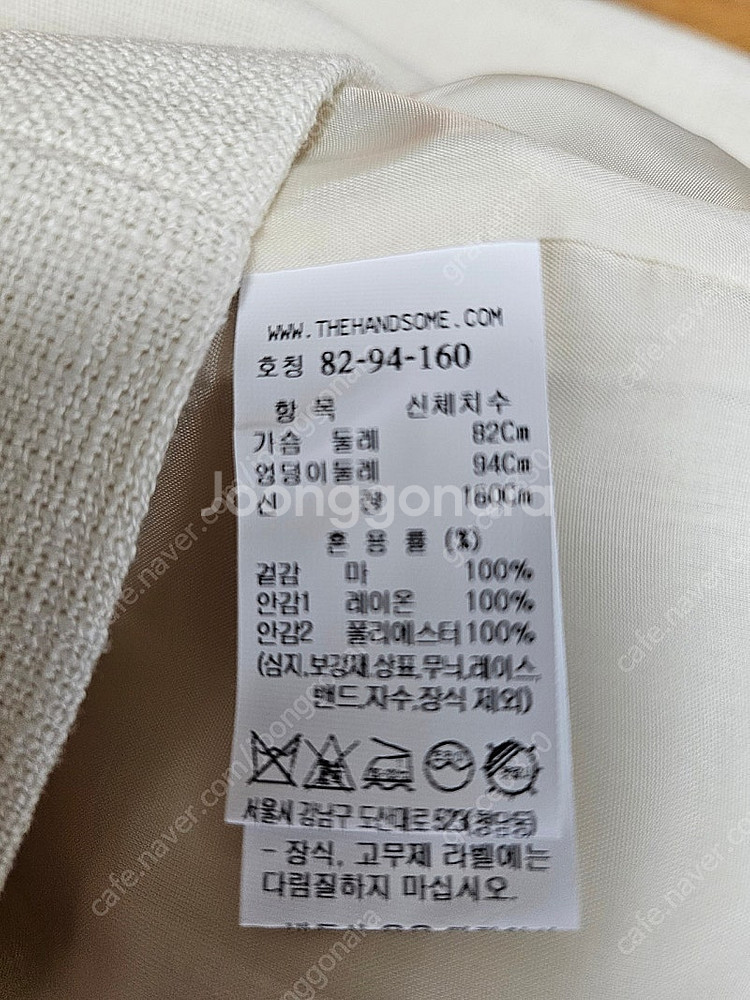 WWW.THEHANDSOME.COM
호칭 82-94-160
항 목 신체치수
가슴 둘레 82Cm
엉덩이둘레 94Cm
신 장 160Cm
Joonggonara
혼 용 률 (%)
겉감 마 100%
안감1 레이온 100%
안감2 폴리에스터 100%
(심지,보강재,상표,무늬,레이스,
밴드,자수,장식 제외)
서울시 강남구 도산대로 523(청담동)
- 장식, 고무제 라벨에는
다림질하지 마십시오.
cafe.naver.com/joonggonara